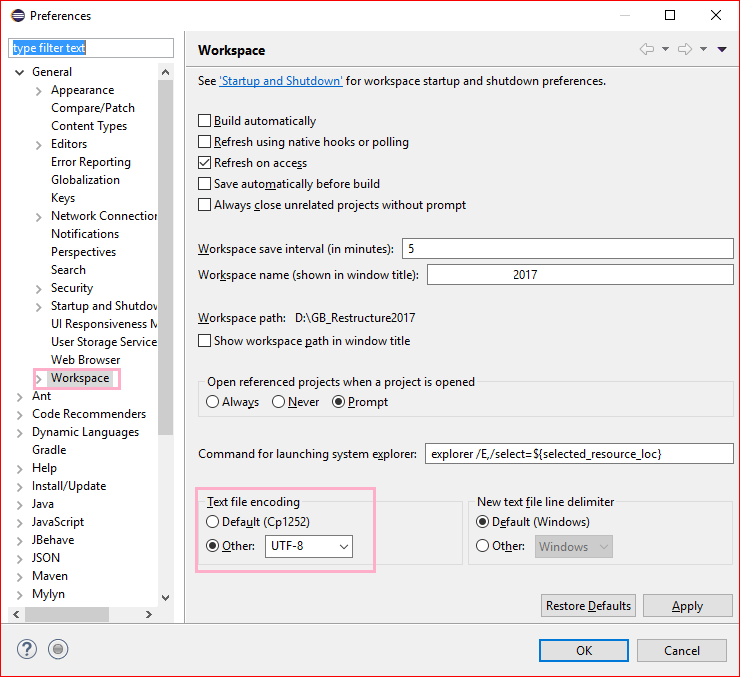 Preferences
type filter text
General
Appearance
Compare/Patch
Content Types
Editors
Error Reporting
Globalization
Keys
Network Connection
Notifications
Perspectives
Search
Security
Startup and Shutdow
UI Responsiveness M
User Storage Service
Web Browser
Workspace
Ant
Code Recommenders
Dynamic Languages
Gradle
Help
Install/Update
Java
JavaScript
JBehave
JSON
Maven
Mylyn
Workspace
See 'Startup and Shutdown' for workspace startup and shutdown preferences.
Build automatically
Refresh using native hooks or polling
Refresh on access
Save automatically before build
Always close unrelated projects without prompt
Workspace save interval (in minutes): 5
Workspace name (shown in window title): 2017
Workspace path: D:\GB_Restructure2017
Show workspace path in window title
Open referenced projects when a project is opened
Always Never Prompt
Command for launching system explorer: explorer /E,/select=${selected_resource_loc}
Text file encoding
Default (Cp1252)
Other: UTF-8
New text file line delimiter
Default (Windows)
Other: Windows
Restore Defaults Apply
OK Cancel